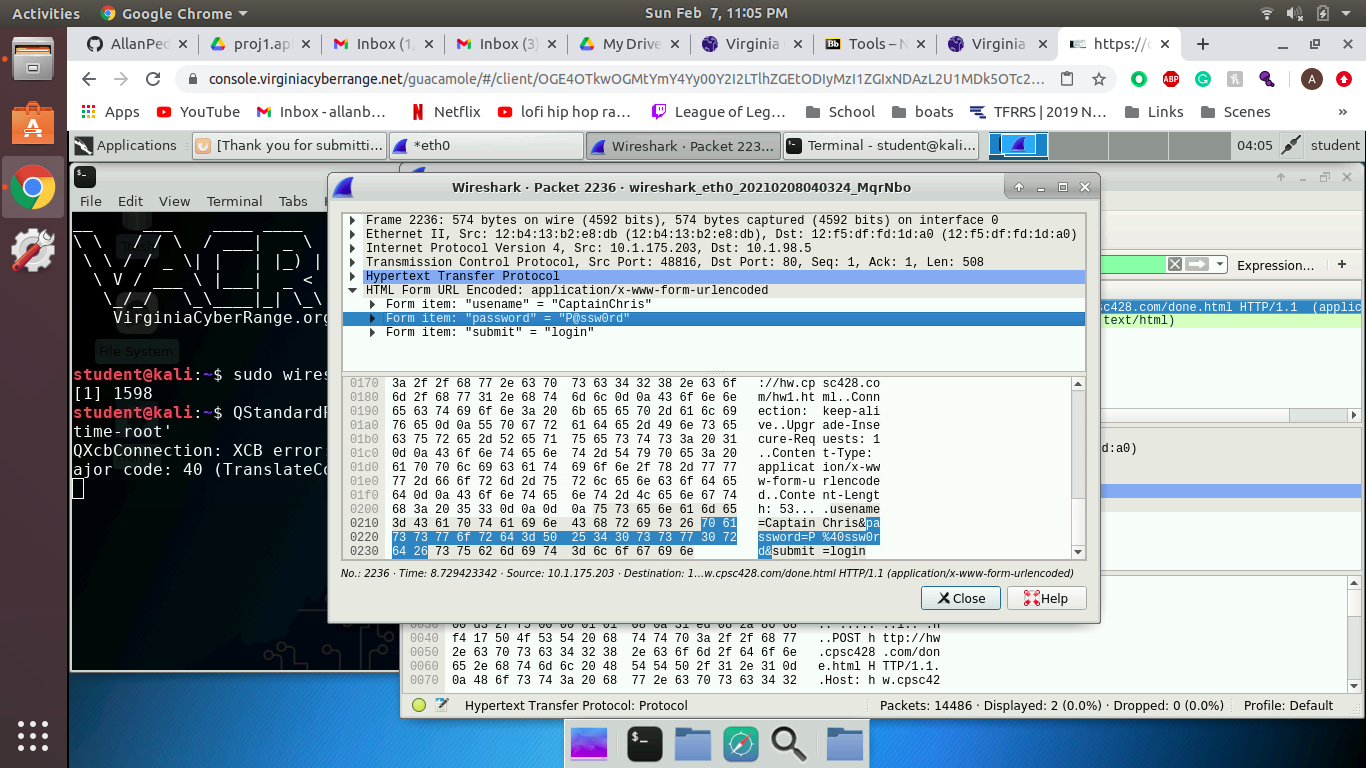 Activities Google Chrome Sun Feb 7, 11:05 PM
AllanPed proj1.ap Inbox (1, Inbox (3) My Drive Virginia Bb Tools – N Virginia https://c
console.virginiacyberrange.net/guacamole/#/client/OGE4OTkwOGMtYmY4Yy00Y2I2LTlhZGEtODIyMzI1ZGIxNDAzL2U1MDk5OTc2... ABP A
Apps YouTube Inbox - allanb... Netflix lofi hip hop ra... League of Leg... School boats TFRRS | 2019 N... Links Scenes »
Applications [Thank you for submitti... *eth0 Wireshark · Packet 223... Terminal - student@kali... 04:05 student
Wireshark · Packet 2236 · wireshark_eth0_20210208040324_MqrNbo
File Edit View Terminal Tabs
VirginiaCyberRange.org
File System
student@kali:~$ sudo wires
[1] 1598
student@kali:~$ QStandardP
time-root'
QXcbConnection: XCB error:
ajor code: 40 (TranslateCo
Frame 2236: 574 bytes on wire (4592 bits), 574 bytes captured (4592 bits) on interface 0
Ethernet II, Src: 12:b4:13:b2:e8:db (12:b4:13:b2:e8:db), Dst: 12:f5:df:fd:1d:a0 (12:f5:df:fd:1d:a0)
Internet Protocol Version 4, Src: 10.1.175.203, Dst: 10.1.98.5
Transmission Control Protocol, Src Port: 48816, Dst Port: 80, Seq: 1, Ack: 1, Len: 508
Hypertext Transfer Protocol
HTML Form URL Encoded: application/x-www-form-urlencoded
Form item: "usename" = "CaptainChris"
Form item: "password" = "P@ssw0rd"
Form item: "submit" = "login"
0170 3a 2f 2f 68 77 2e 63 70 73 63 34 32 38 2e 63 6f ://hw.cp sc428.co
0180 6d 2f 68 77 31 2e 68 74 6d 6c 0d 0a 43 6f 6e 6e m/hw1.ht ml..Conn
0190 65 63 74 69 6f 6e 3a 20 6b 65 65 70 2d 61 6c 69 ection: keep-ali
01a0 76 65 0d 0a 55 70 67 72 61 64 65 2d 49 6e 73 65 ve..Upgr ade-Inse
01b0 63 75 72 65 2d 52 65 71 75 65 73 74 73 3a 20 31 cure-Req uests: 1
01c0 0d 0a 43 6f 6e 74 65 6e 74 2d 54 79 70 65 3a 20 ..Conten t-Type:
01d0 61 70 70 6c 69 63 61 74 69 6f 6e 2f 78 2d 77 77 applicat ion/x-ww
01e0 77 2d 66 6f 72 6d 2d 75 72 6c 65 6e 63 6f 64 65 w-form-u rlencode
01f0 64 0d 0a 43 6f 6e 74 65 6e 74 2d 4c 65 6e 67 74 d..Conte nt-Lengt
0200 68 3a 20 35 33 0d 0a 0d 0a 75 73 65 6e 61 6d 65 h: 53... .usename
0210 3d 43 61 70 74 61 69 6e 43 68 72 69 73 26 70 61 =Captain Chris&pa
0220 73 73 77 6f 72 64 3d 50 25 34 30 73 73 77 30 72 ssword=P %40ssw0r
0230 64 26 73 75 62 6d 69 74 3d 6c 6f 67 69 6e d&submit =login
No.: 2236 · Time: 8.729423342 · Source: 10.1.175.203 · Destination: 1...w.cpsc428.com/done.html HTTP/1.1 (application/x-www-form-urlencoded)
Close Help
Expression... +
sc428.com/done.html HTTP/1.1 (applic
text/html)
d:a0)
0040 f4 17 50 4f 53 54 20 68 74 74 70 3a 2f 2f 68 77 ..POST h ttp://hw
0050 2e 63 70 73 63 34 32 38 2e 63 6f 6d 2f 64 6f 6e .cpsc428 .com/don
0060 65 2e 68 74 6d 6c 20 48 54 54 50 2f 31 2e 31 0d e.html H TTP/1.1.
0070 0a 48 6f 73 74 3a 20 68 77 2e 63 70 73 63 34 32 .Host: h w.cpsc42
Hypertext Transfer Protocol: Protocol Packets: 14486 · Displayed: 2 (0.0%) · Dropped: 0 (0.0%) Profile: Default